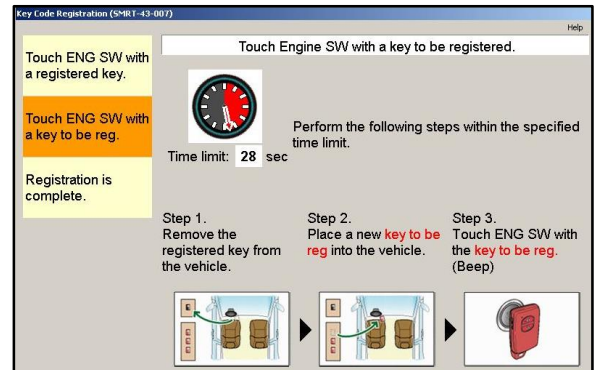 Key Code Registration (SMRT-43-007)
Help
Touch ENG SW with
a registered key.
Touch ENG SW with
a key to be reg.
Registration is
complete.
Touch Engine SW with a key to be registered.
Perform the following steps within the specified
time limit.
Time limit: 28 sec
Step 1.
Remove the
registered key from
the vehicle.
Step 2.
Place a new key to be
reg into the vehicle.
Step 3.
Touch ENG SW with
the key to be reg.
(Beep)